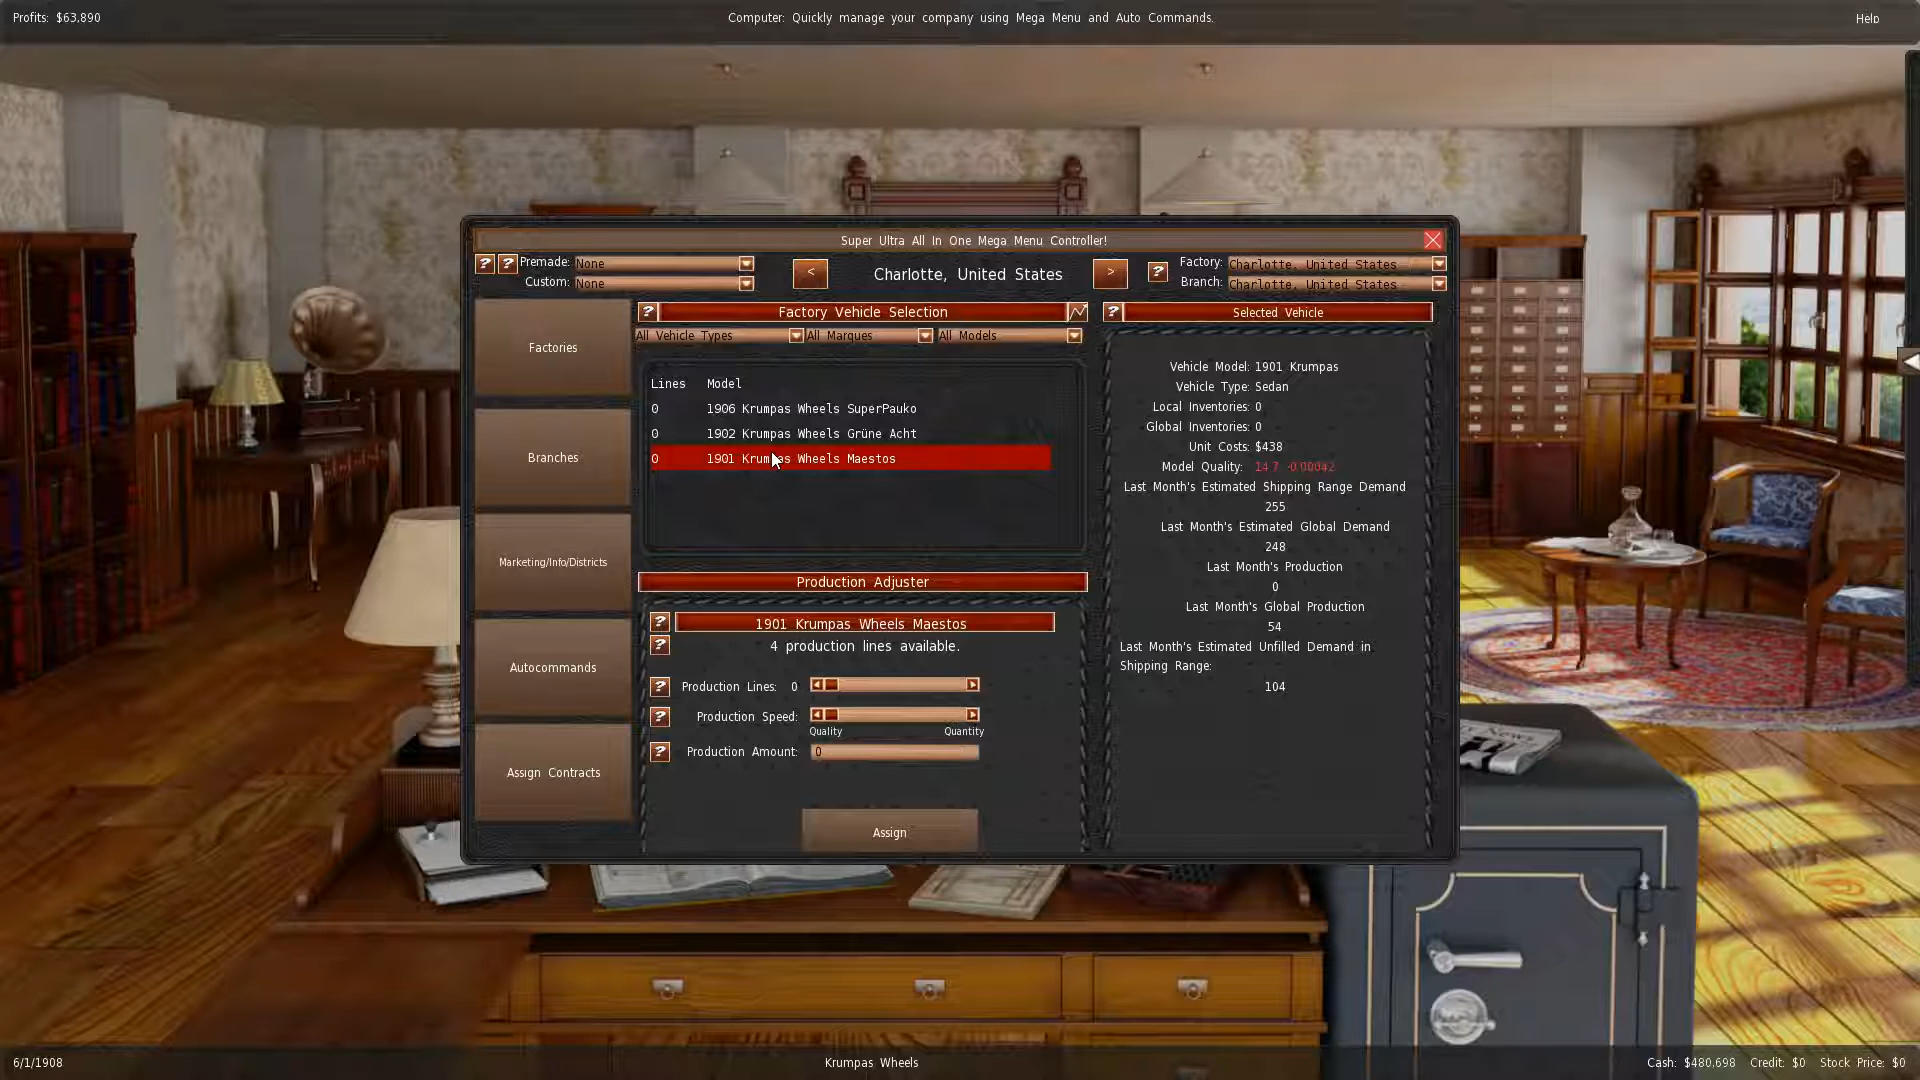 Profits: $63,890
Computer: Quickly manage your company using Mega Menu and Auto Commands.
Help
Super Ultra All In One Mega Menu Controller!
? ? Premade: None
Custom: None
< Charlotte, United States >
? Factory: Charlotte, United States
Branch: Charlotte, United States
Factories
Branches
Marketing/Info/Districts
Autocommands
Assign Contracts
? Factory Vehicle Selection
All Vehicle Types All Marques All Models
Lines Model
0 1906 Krumpas Wheels SuperPauko
0 1902 Krumpas Wheels Grüne Acht
0 1901 Krumpas Wheels Maestos
Production Adjuster
? 1901 Krumpas Wheels Maestos
? 4 production lines available.
? Production Lines: 0
? Production Speed:
Quality Quantity
? Production Amount: 0
Assign
? Selected Vehicle
Vehicle Model: 1901 Krumpas
Vehicle Type: Sedan
Local Inventories: 0
Global Inventories: 0
Unit Costs: $438
Model Quality: 14.7 -0.00042
Last Month's Estimated Shipping Range Demand
255
Last Month's Estimated Global Demand
248
Last Month's Production
0
Last Month's Global Production
54
Last Month's Estimated Unfilled Demand in
Shipping Range:
104
6/1/1908
Krumpas Wheels
Cash: $480,698 Credit: $0 Stock Price: $0